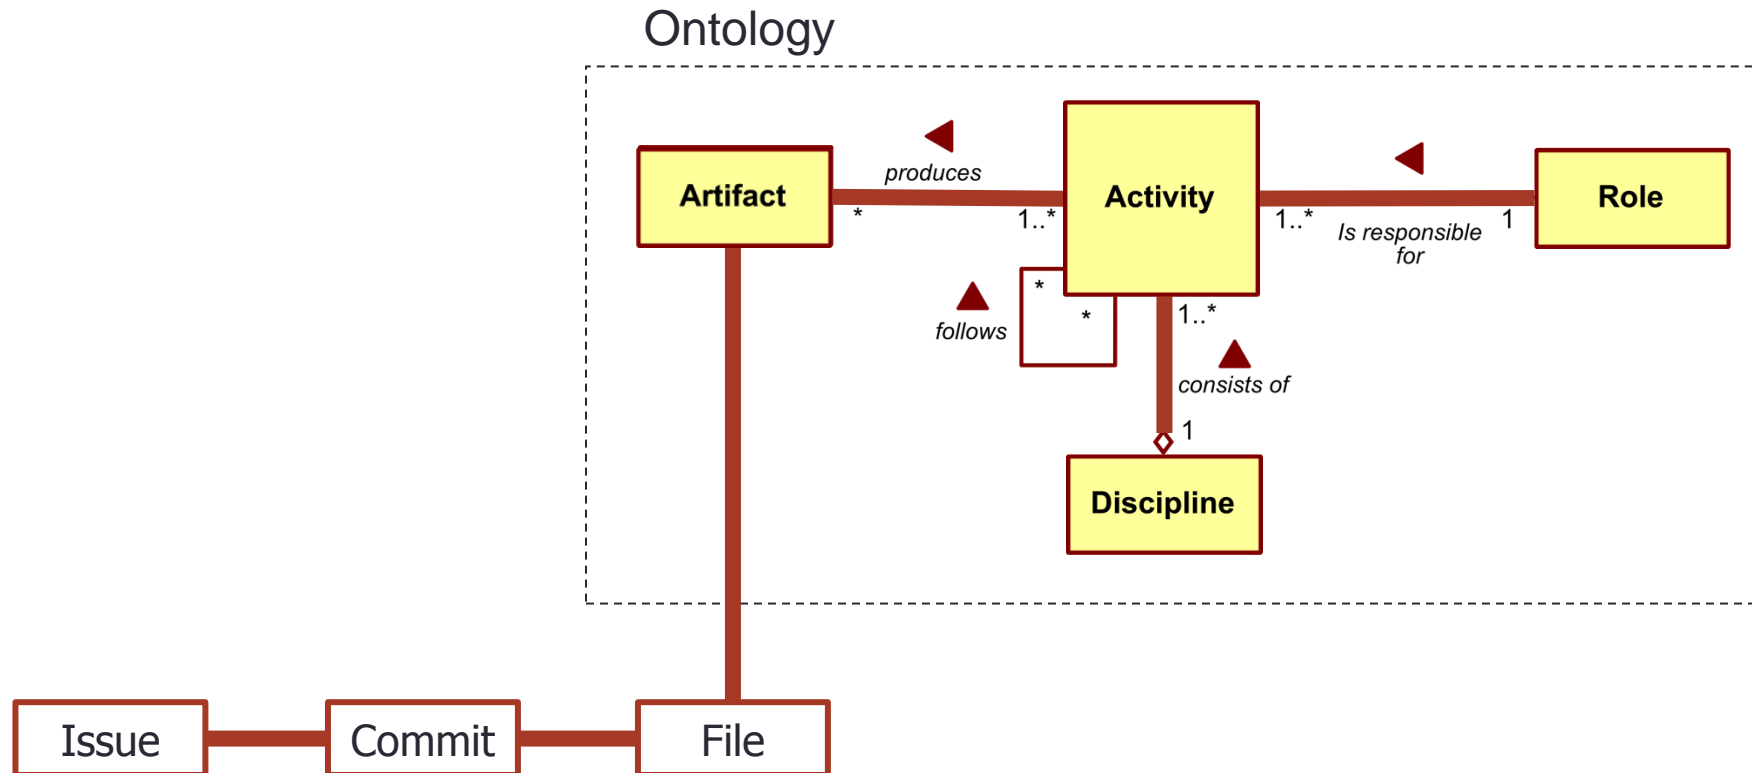 Ontology
Artifact
produces
*
1..*
Activity
1..*
Is responsible
for
1
Role
*
*
follows
1..*
consists of
1
Discipline
Issue
Commit
File